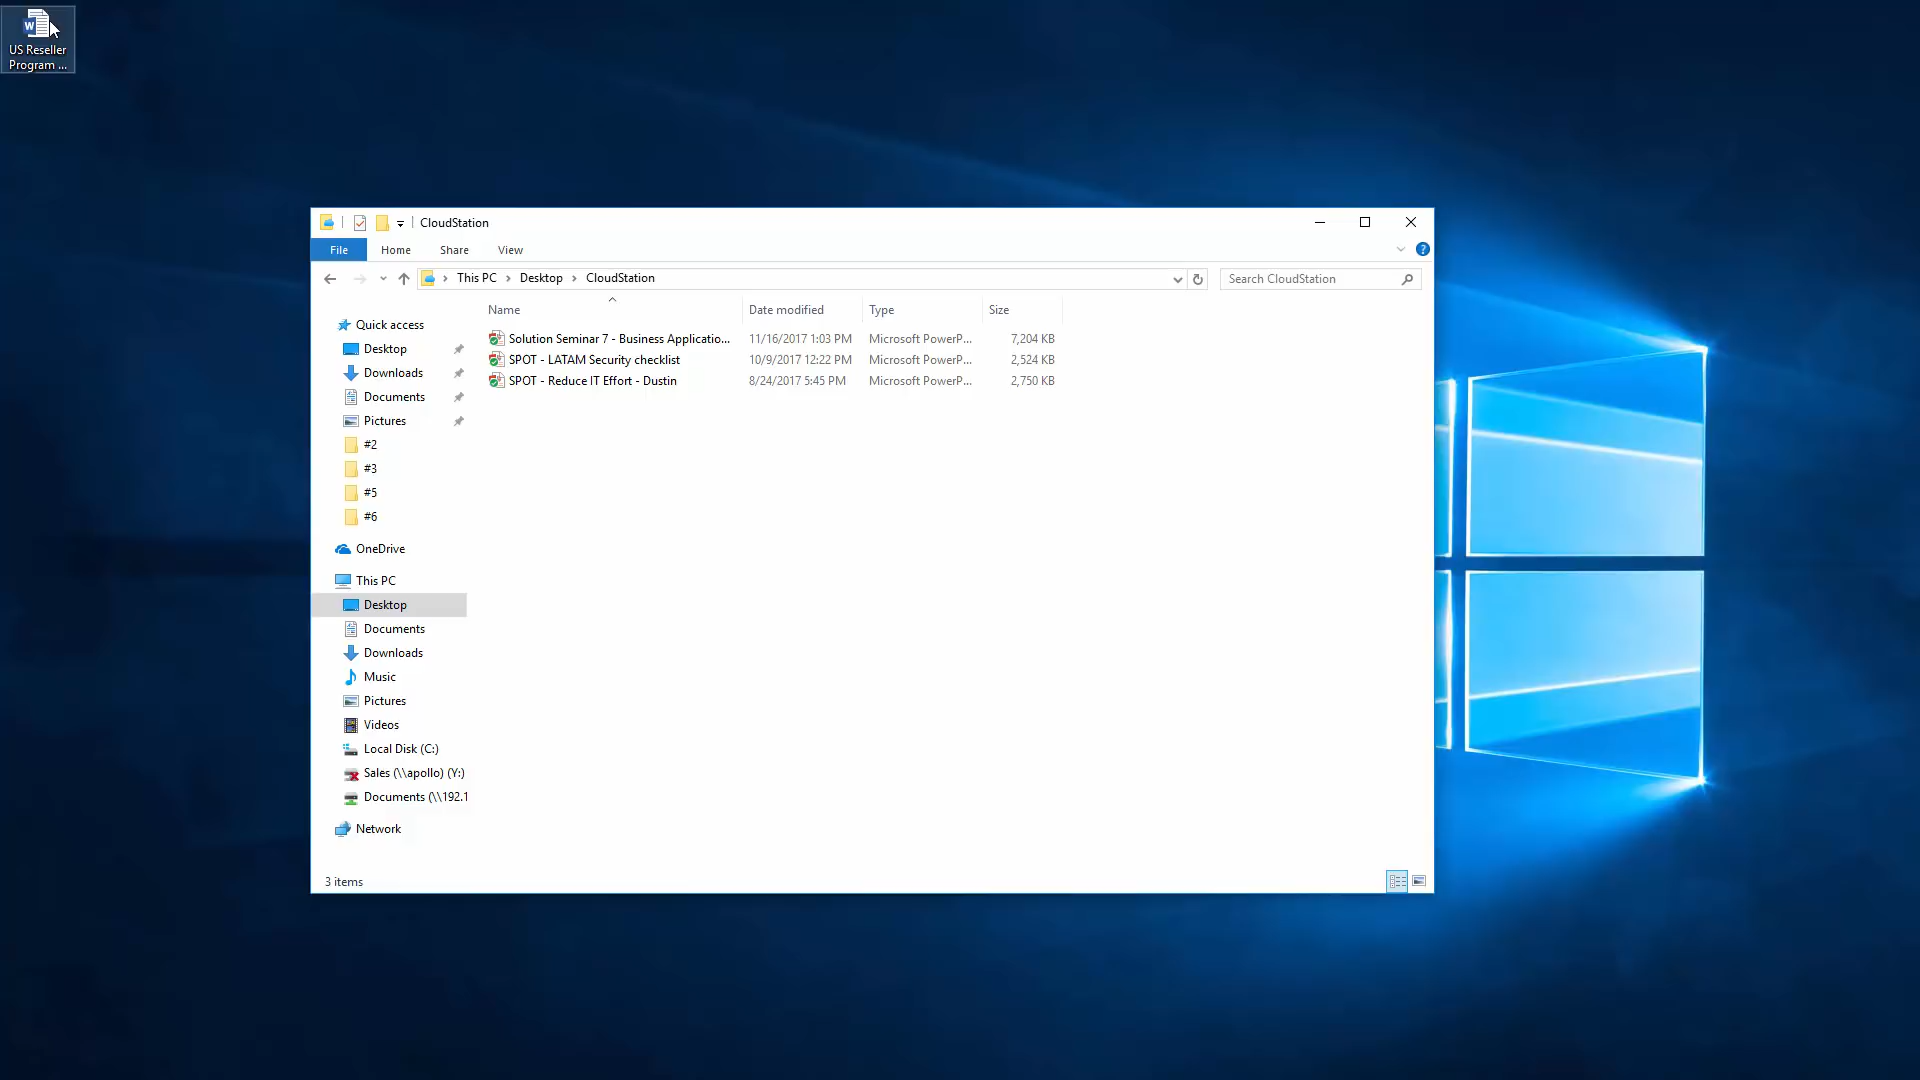 US Reseller
Program ...
CloudStation
File Home Share View
This PC Desktop CloudStation
Search CloudStation
Name Date modified Type Size
Solution Seminar 7 - Business Applicatio... 11/16/2017 1:03 PM Microsoft PowerP... 7,204 KB
SPOT - LATAM Security checklist 10/9/2017 12:22 PM Microsoft PowerP... 2,524 KB
SPOT - Reduce IT Effort - Dustin 8/24/2017 5:45 PM Microsoft PowerP... 2,750 KB
Quick access
Desktop
Downloads
Documents
Pictures
#2
#3
#5
#6
OneDrive
This PC
Desktop
Documents
Downloads
Music
Pictures
Videos
Local Disk (C:)
Sales (\\apollo) (Y:)
Documents (\\192.1
Network
3 items